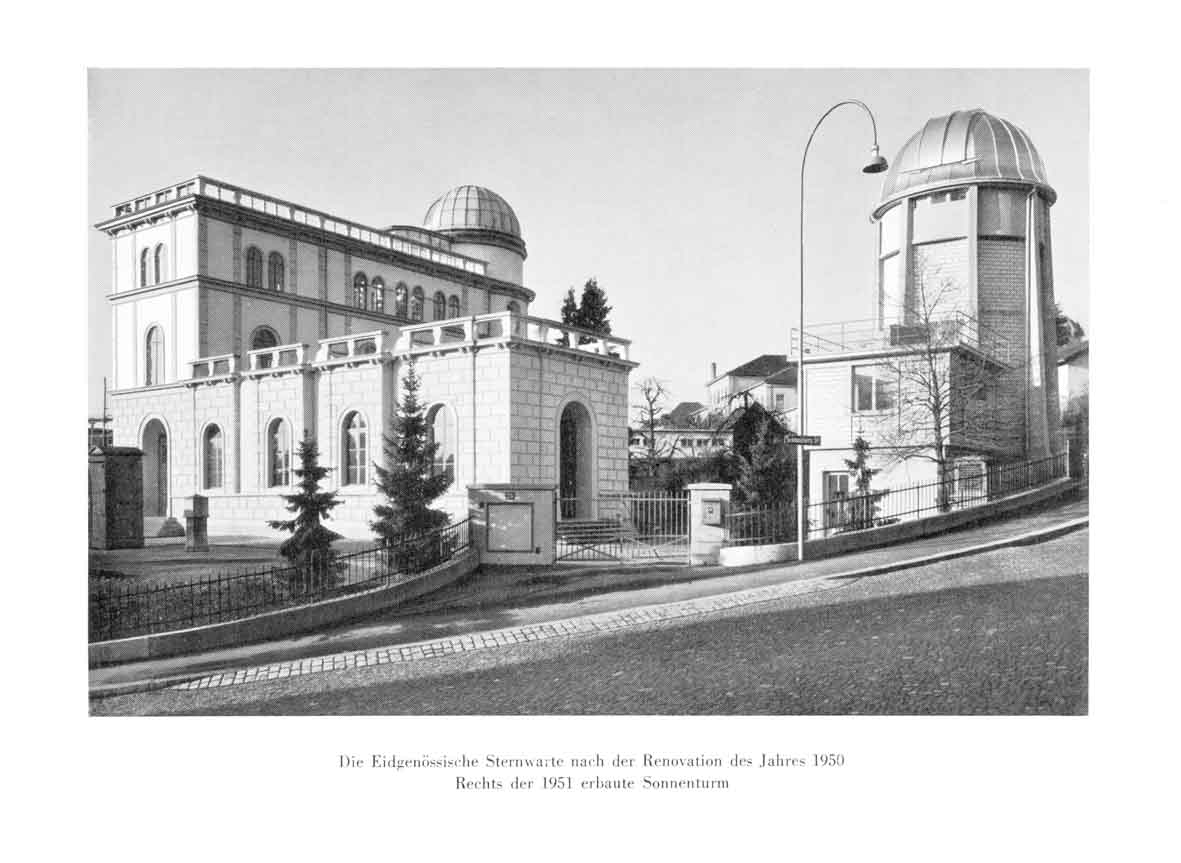 Die Eidgenössische Sternwarte nach der Renovation des Jahres 1950
Rechts der 1951 erbaute Sonnenturm